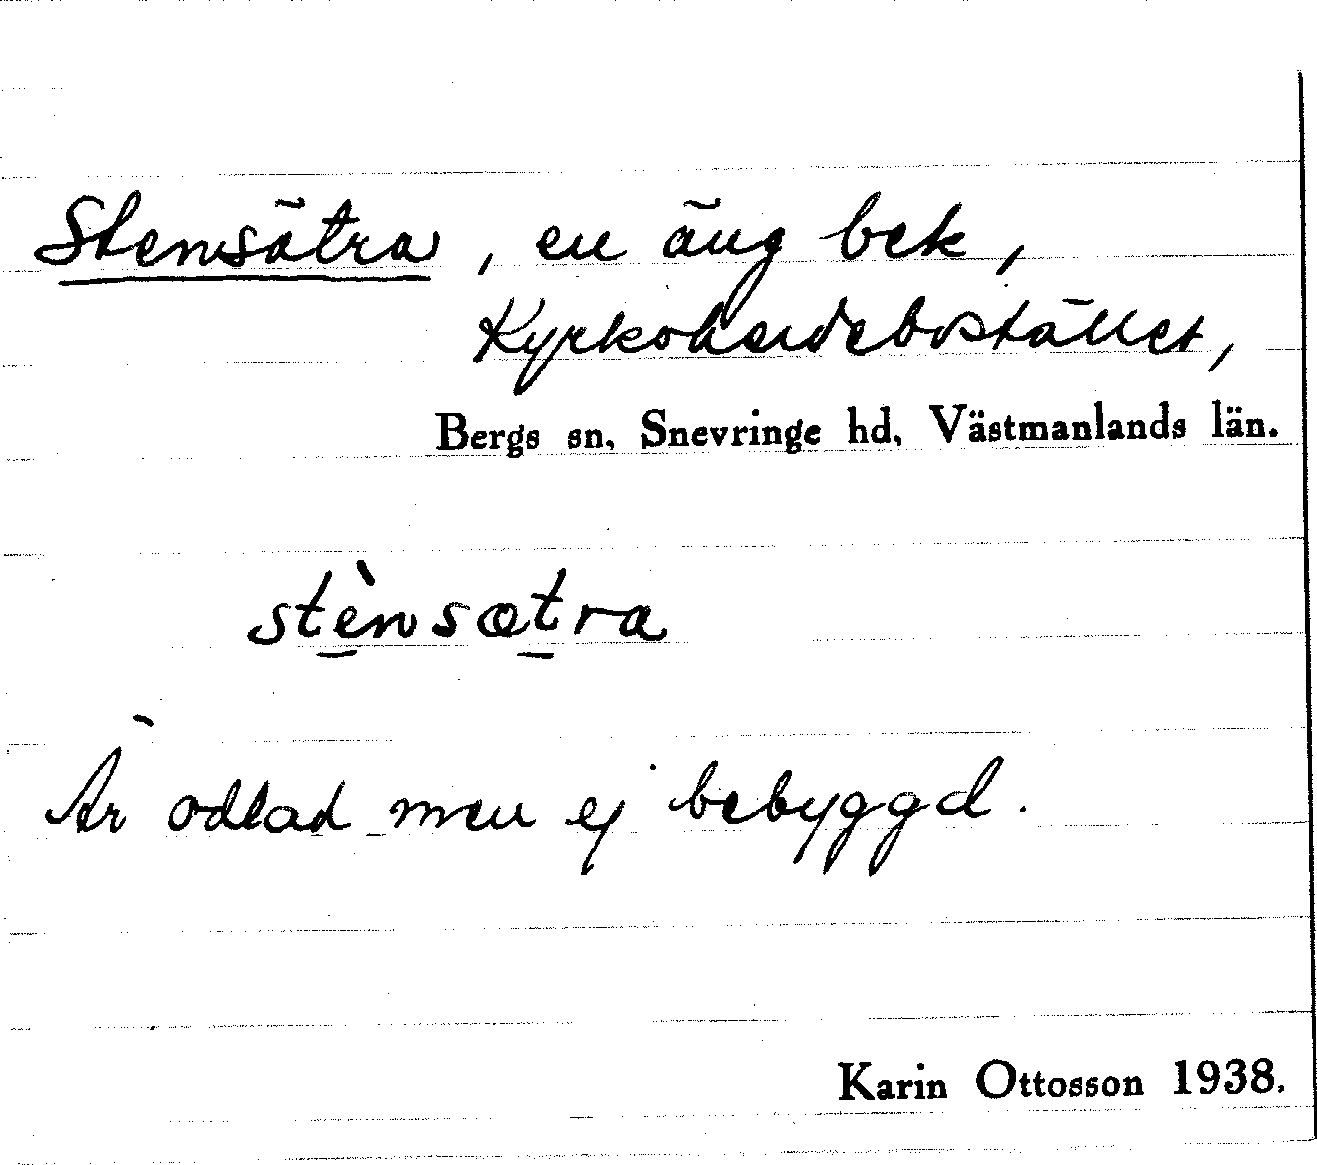 Stensätra, en äng bek,
Kyrkoherdebostället,
Bergs sn, Snevringe hd, Västmanlands län.
stènsætra
Är odlad men ej bebyggd.
Karin Ottosson 1938.